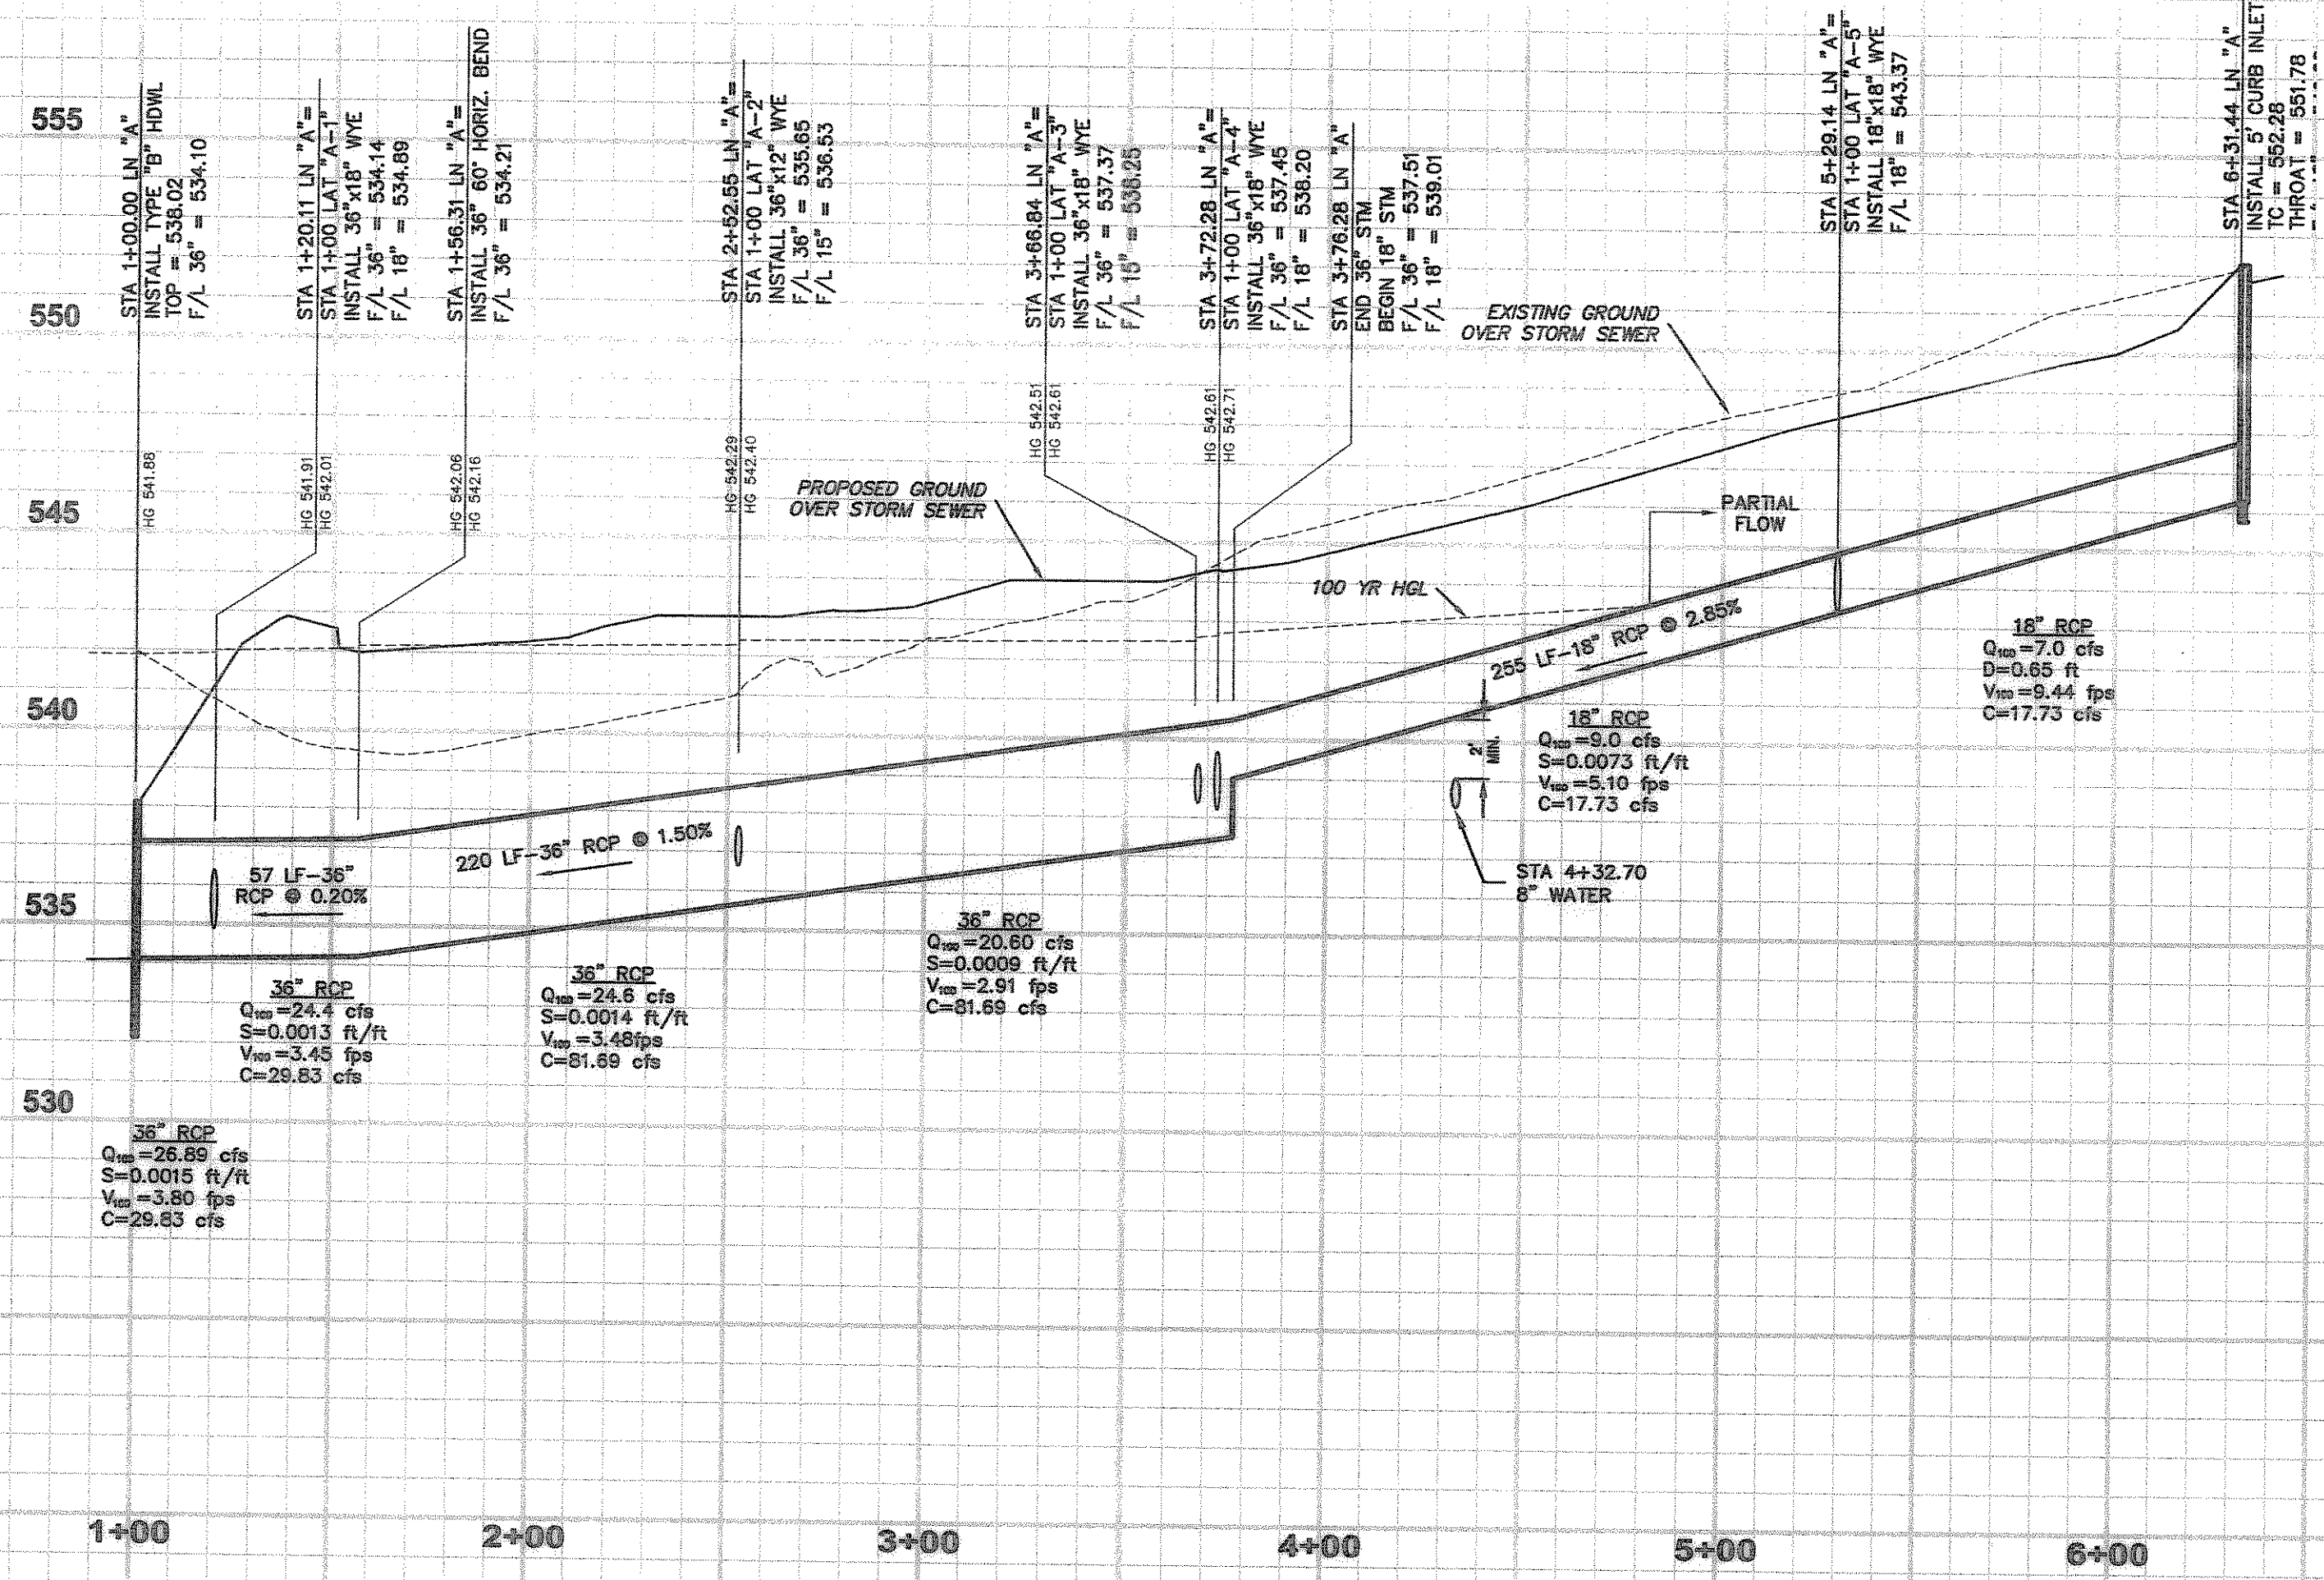 555
550
545
540
535
530
STA 1+00.00 LN "A"
INSTALL TYPE "B" HDWL
TOP = 538.02
F/L 36" = 534.10
STA 1+20.11 LN "A"=
STA 1+00 LAT "A-1"
INSTALL 36"x18" WYE
F/L 36" = 534.14
F/L 18" = 534.89
STA 1+56.31 LN "A"=
INSTALL 36" 60° HORIZ. BEND
F/L 36" = 534.21
STA 2+52.55 LN "A"=
STA 1+00 LAT "A-2"
INSTALL 36"x12" WYE
F/L 36" = 535.65
F/L 15" = 536.53
STA 3+66.84 LN "A"=
STA 1+00 LAT "A-3"
INSTALL 36"x18" WYE
F/L 36" = 537.37
F/L 15" = 538.25
STA 3+72.28 LN "A"=
STA 1+00 LAT "A-4"
INSTALL 36"x18" WYE
F/L 36" = 537.45
F/L 18" = 538.20
STA 3+76.28 LN "A"
END 36" STM
BEGIN 18" STM
F/L 36" = 537.51
F/L 18" = 539.01
STA 5+29.14 LN "A"=
STA 1+00 LAT "A-5"
INSTALL 18"x18" WYE
F/L 18" = 543.37
STA 6+31.44 LN "A"
INSTALL 5' CURB INLET
TC = 552.28
THROAT = 551.78
HG 541.88
HG 541.91
HG 542.01
HG 542.06
HG 542.16
HG 542.29
HG 542.40
HG 542.51
HG 542.61
HG 542.61
HG 542.71
EXISTING GROUND
OVER STORM SEWER
PROPOSED GROUND
OVER STORM SEWER
PARTIAL
FLOW
100 YR HGL
255 LF-18" RCP @ 2.85%
220 LF-36" RCP @ 1.50%
57 LF-36"
RCP @ 0.20%
2'
MIN.
STA 4+32.70
8" WATER
18" RCP
Q100=7.0 cfs
D=0.65 ft
V100=9.44 fps
C=17.73 cfs
18" RCP
Q100=9.0 cfs
S=0.0073 ft/ft
V100=5.10 fps
C=17.73 cfs
36" RCP
Q100=20.60 cfs
S=0.0009 ft/ft
V100=2.91 fps
C=81.69 cfs
36" RCP
Q100=24.6 cfs
S=0.0014 ft/ft
V100=3.48fps
C=81.69 cfs
36" RCP
Q100=24.4 cfs
S=0.0013 ft/ft
V100=3.45 fps
C=29.83 cfs
36" RCP
Q100=26.89 cfs
S=0.0015 ft/ft
V100=3.80 fps
C=29.83 cfs
1+00
2+00
3+00
4+00
5+00
6+00